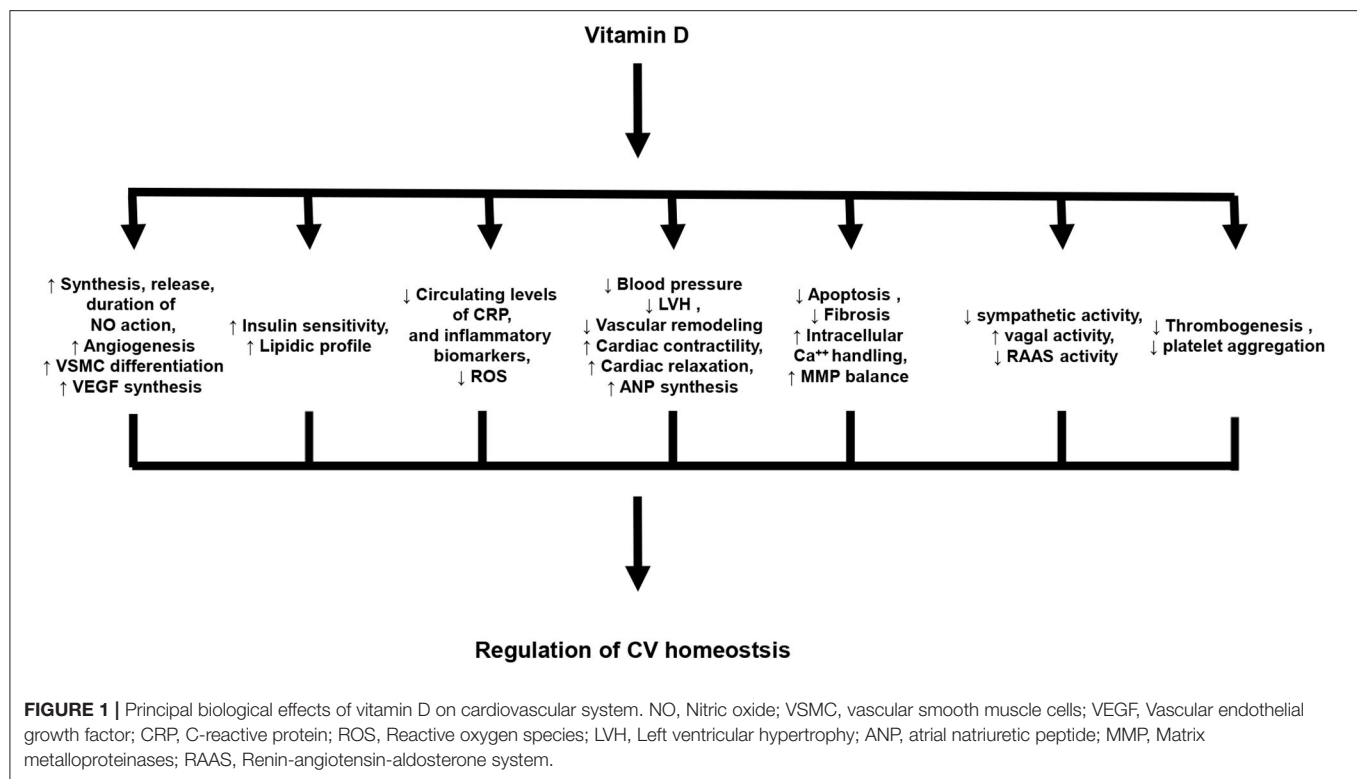 Vitamin D
↑ Synthesis, release,
duration of
NO action,
↑ Angiogenesis
↑ VSMC differentiation
↑ VEGF synthesis
↑ Insulin sensitivity,
↑ Lipidic profile
↓ Circulating levels
of CRP,
and inflammatory
biomarkers,
↓ ROS
↓ Blood pressure
↓ LVH ,
↓ Vascular remodeling
↑ Cardiac contractility,
↑ Cardiac relaxation,
↑ ANP synthesis
↓ Apoptosis ,
↓ Fibrosis
↑ Intracellular
Ca⁺⁺ handling,
↑ MMP balance
↓ sympathetic activity,
↑ vagal activity,
↓ RAAS activity
↓ Thrombogenesis ,
↓ platelet aggregation
Regulation of CV homeostsis
FIGURE 1 | Principal biological effects of vitamin D on cardiovascular system. NO, Nitric oxide; VSMC, vascular smooth muscle cells; VEGF, Vascular endothelial
growth factor; CRP, C-reactive protein; ROS, Reactive oxygen species; LVH, Left ventricular hypertrophy; ANP, atrial natriuretic peptide; MMP, Matrix
metalloproteinases; RAAS, Renin-angiotensin-aldosterone system.